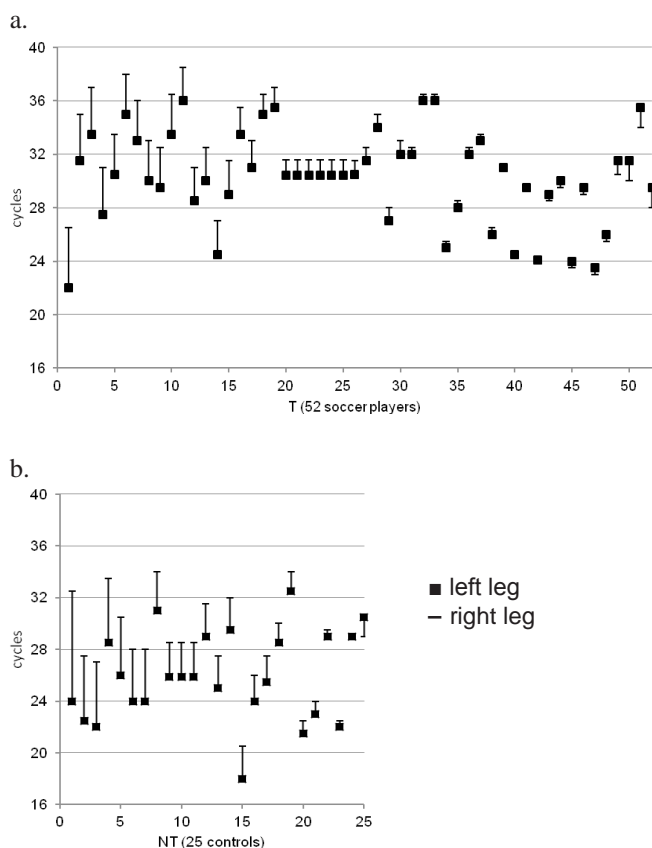 a.
40
36
32
28
24
20
16
cycles
0 5 10 15 20 25 30 35 40 45 50
T (52 soccer players)
b.
40
36
32
28
24
20
16
cycles
0 5 10 15 20 25
NT (25 controls)
left leg
right leg